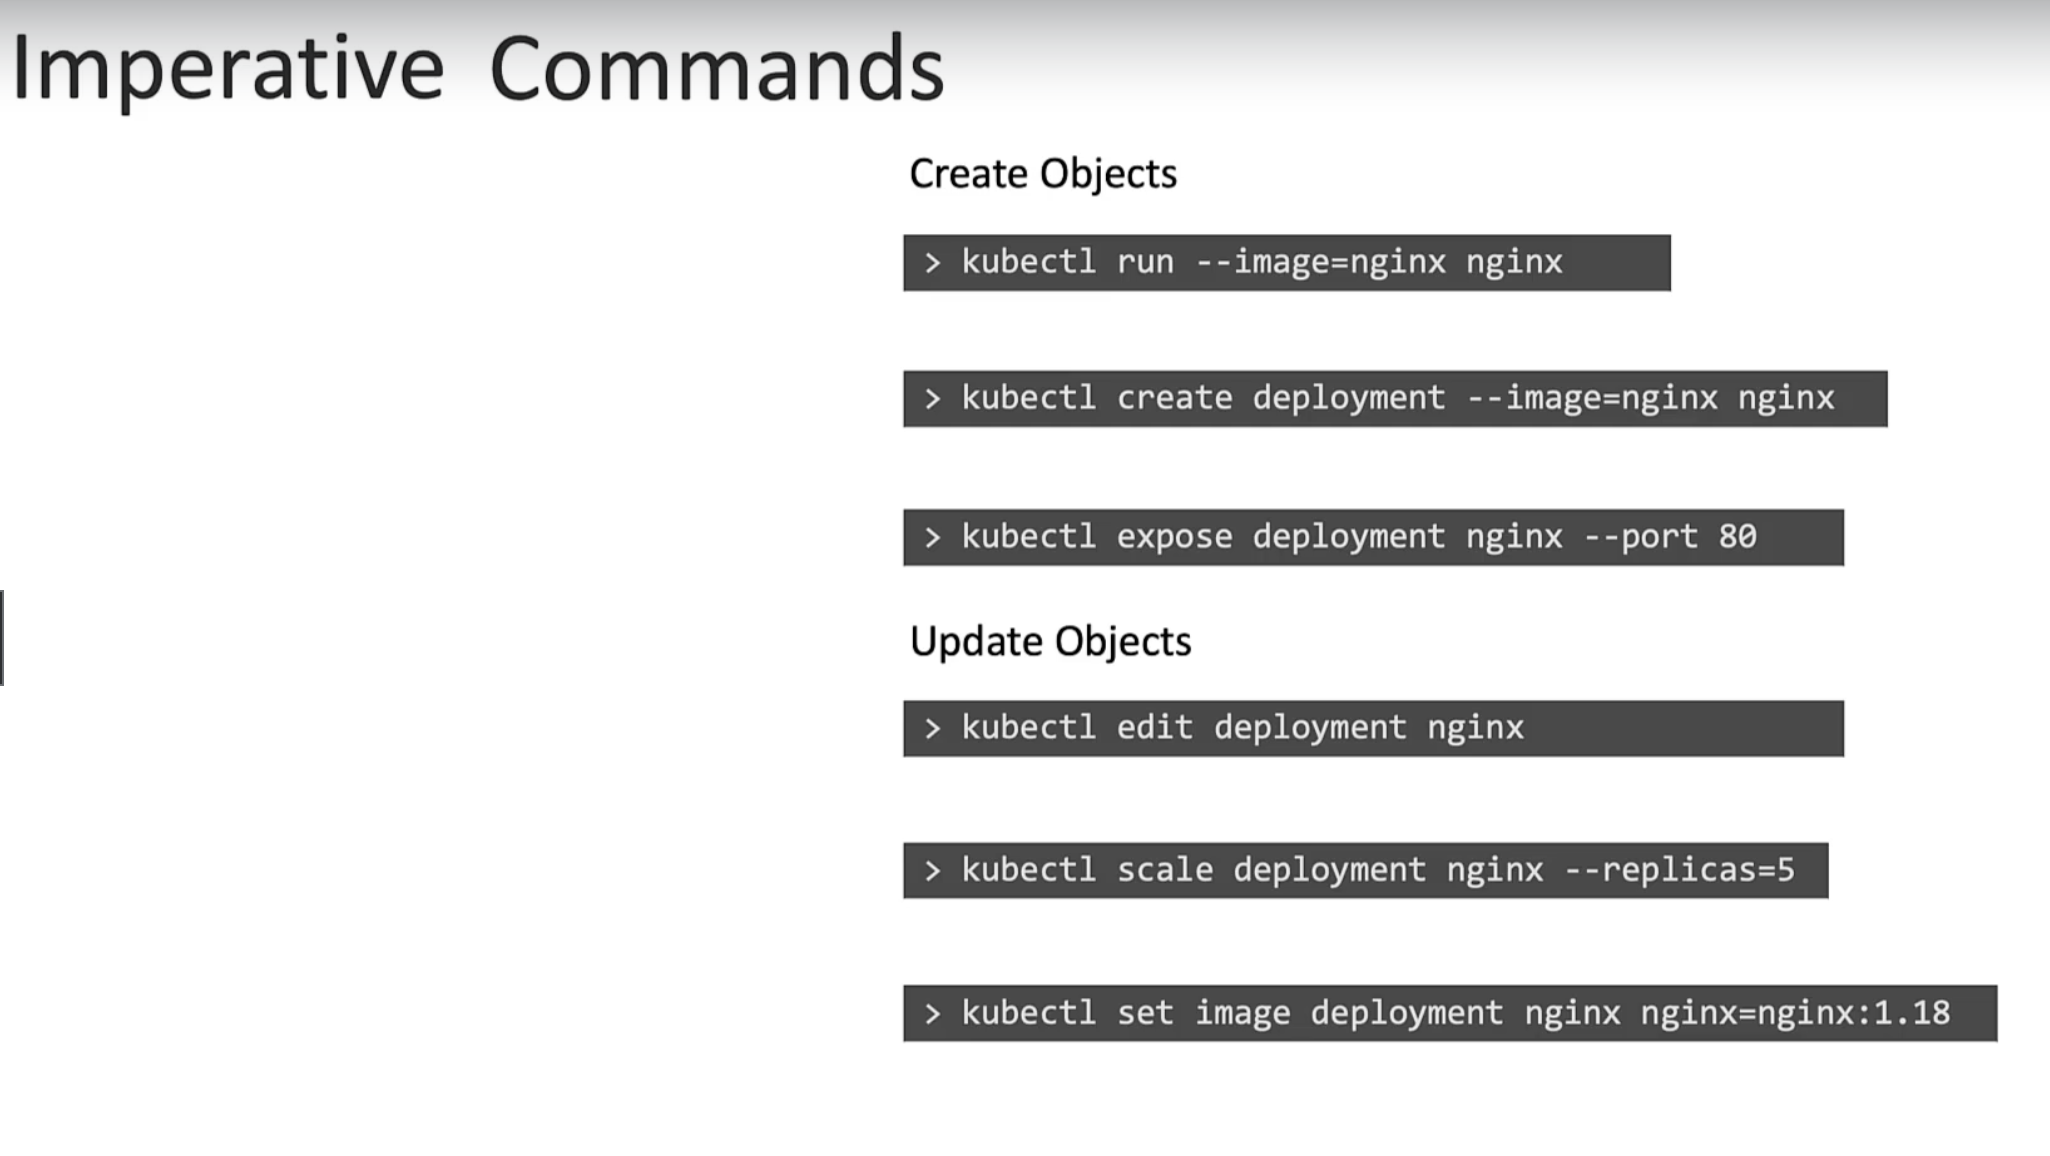 Imperative Commands
Create Objects
> kubectl run --image=nginx nginx
> kubectl create deployment --image=nginx nginx
> kubectl expose deployment nginx --port 80
Update Objects
> kubectl edit deployment nginx
> kubectl scale deployment nginx --replicas=5
> kubectl set image deployment nginx nginx=nginx:1.18